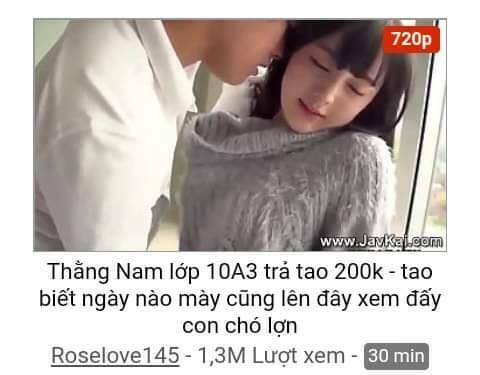 720p
www.JavKai.com
Thằng Nam lớp 10A3 trả tao 200k - tao
biết ngày nào mày cũng lên đây xem đấy
con chó lợn
Roselove145 - 1,3M Lượt xem - 30 min